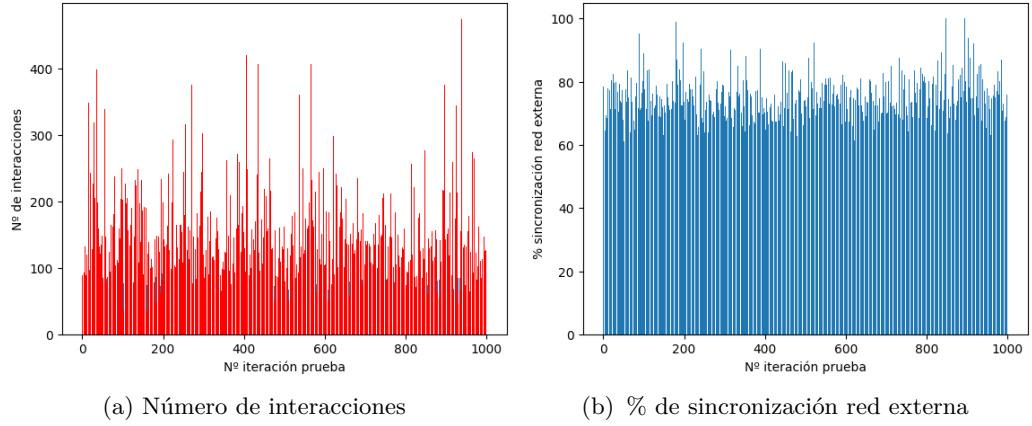 400
300
200
100
0
Nº de interacciones
0 200 400 600 800 1000
Nº iteración prueba
(a) Número de interacciones
100
80
60
40
20
0
% sincronización red externa
0 200 400 600 800 1000
Nº iteración prueba
(b) % de sincronización red externa